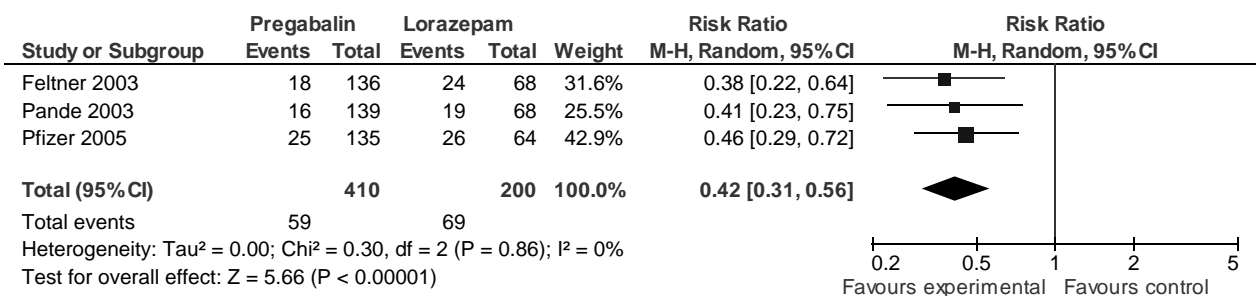 Pregabalin Lorazepam Risk Ratio Risk Ratio
Study or Subgroup Events Total Events Total Weight M-H, Random, 95%CI M-H, Random, 95%CI
Feltner 2003 18 136 24 68 31.6% 0.38 [0.22, 0.64]
Pande 2003 16 139 19 68 25.5% 0.41 [0.23, 0.75]
Pfizer 2005 25 135 26 64 42.9% 0.46 [0.29, 0.72]
Total (95%CI) 410 200 100.0% 0.42 [0.31, 0.56]
Total events 59 69
Heterogeneity: Tau² = 0.00; Chi² = 0.30, df = 2 (P = 0.86); I² = 0%
Test for overall effect: Z = 5.66 (P < 0.00001)
0.2 0.5 1 2 5
Favours experimental Favours control